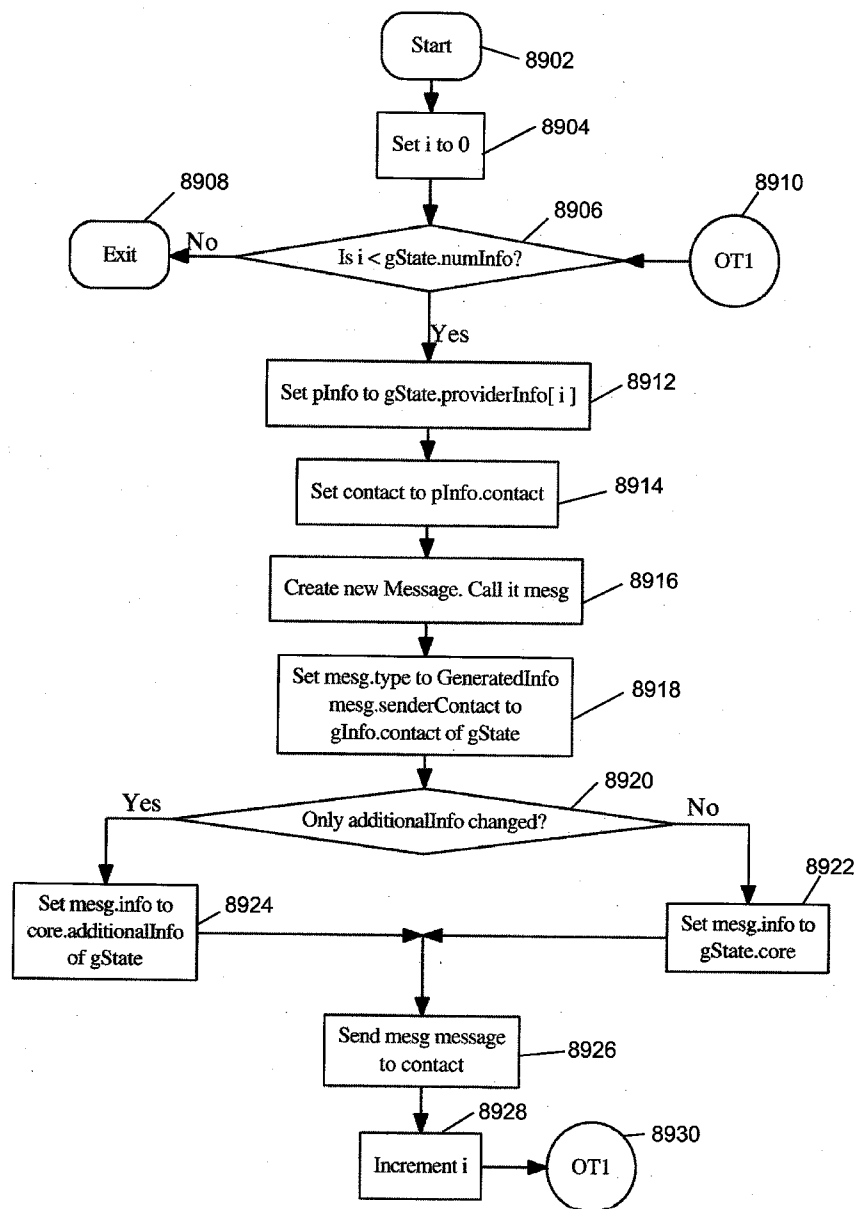 Start
8902
Set i to 0
8904
8908
8906
8910
Exit
No
Is i < gState.numInfo?
OT1
Yes
Set pInfo to gState.providerInfo[ i ]
8912
Set contact to pInfo.contact
8914
Create new Message. Call it mesg
8916
Set mesg.type to GeneratedInfo
mesg.senderContact to
gInfo.contact of gState
8918
8920
Yes
Only additionalInfo changed?
No
8922
Set mesg.info to
core.additionalInfo
of gState
8924
Set mesg.info to
gState.core
Send mesg message
to contact
8926
8928
8930
Increment i
OT1